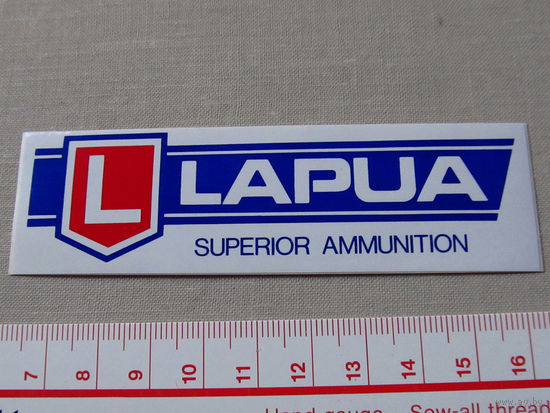 L LAPUA
SUPERIOR AMMUNITION
7 8 9 10 11 12 13 14 15 16
Hand gauge Sew-all thread